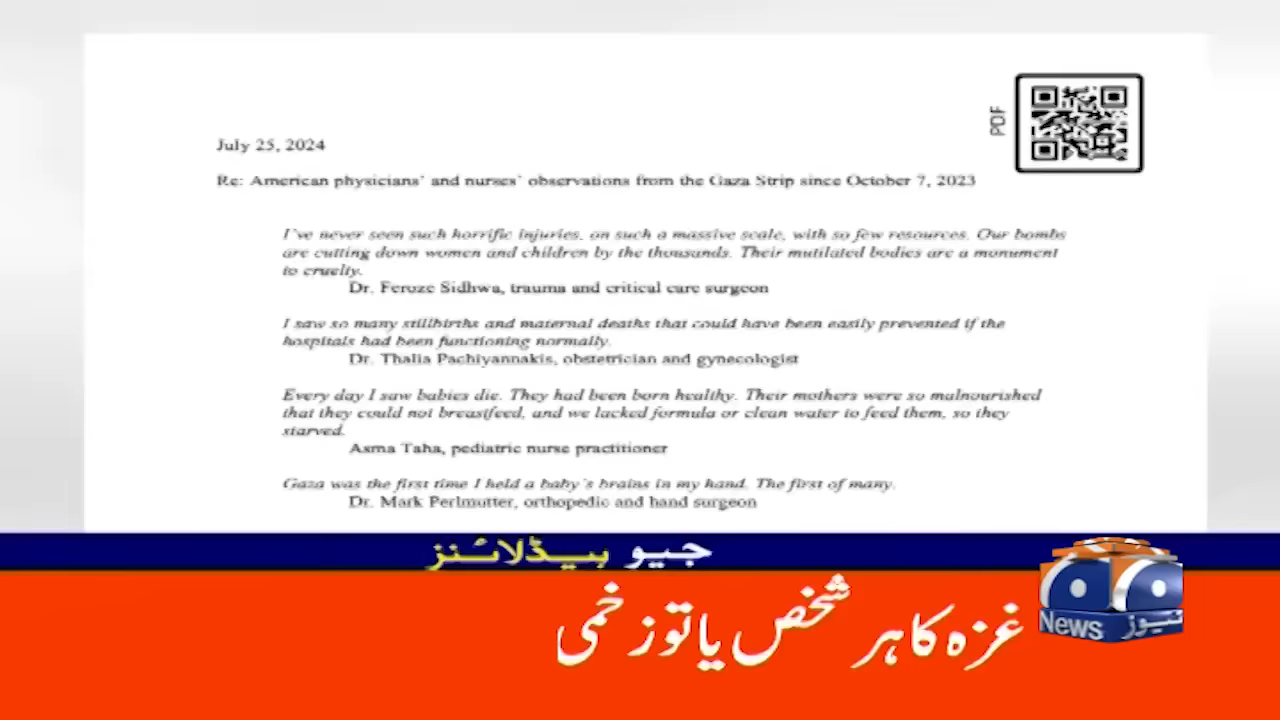 PDF
July 25, 2024
Re: American physicians' and nurses' observations from the Gaza Strip since October 7, 2023
I've never seen such horrific injuries, on such a massive scale, with so few resources. Our bombs
are cutting down women and children by the thousands. Their mutilated bodies are a monument
to cruelty.
Dr. Feroze Sidhwa, trauma and critical care surgeon
I saw so many stillbirths and maternal deaths that could have been easily prevented if the
hospitals had been functioning normally.
Dr. Thalia Pachiyannakis, obstetrician and gynecologist
Every day I saw babies die. They had been born healthy. Their mothers were so malnourished
that they could not breastfeed, and we lacked formula or clean water to feed them, so they
starved.
Asma Taha, pediatric nurse practitioner
Gaza was the first time I held a baby's brains in my hand. The first of many.
Dr. Mark Perlmutter, orthopedic and hand surgeon
جیو ہیڈلائنز
غزہ کا ہر شخص یا تو زخمی
News نیوز